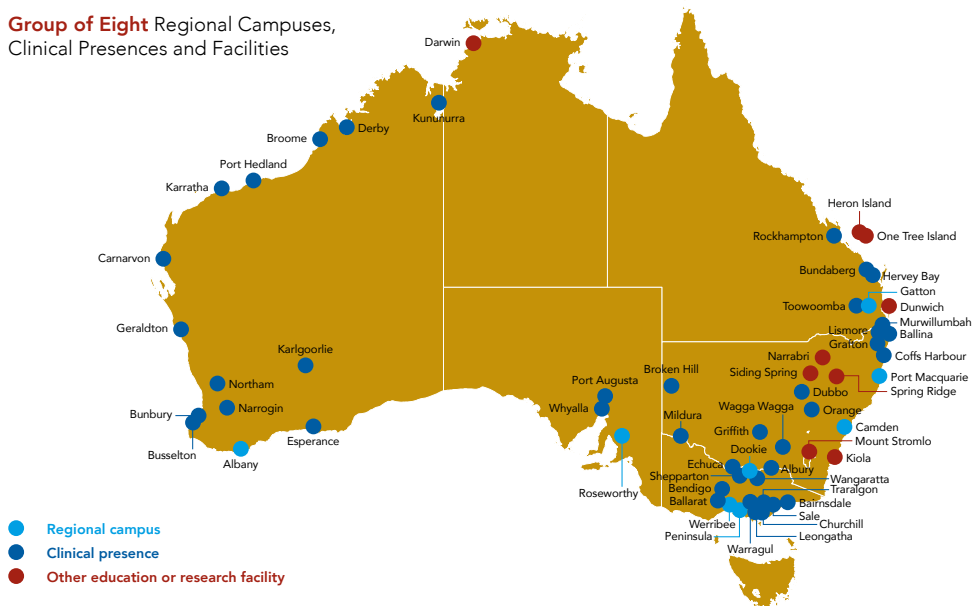 Group of Eight Regional Campuses,
Clinical Presences and Facilities
Darwin
Kununurra
Derby
Broome
Port Hedland
Karratha
Heron Island
Rockhampton
One Tree Island
Carnarvon
Bundaberg
Hervey Bay
Gatton
Toowoomba
Dunwich
Murwillumbah
Geraldton
Lismore
Ballina
Grafton
Karlgoorlie
Narrabri
Coffs Harbour
Broken Hill
Siding Spring
Port Macquarie
Northam
Port Augusta
Dubbo
Spring Ridge
Narrogin
Whyalla
Wagga Wagga
Orange
Bunbury
Mildura
Griffith
Camden
Esperance
Dookie
Mount Stromlo
Busselton
Albany
Echuca
Albury
Kiola
Shepparton
Wangaratta
Roseworthy
Bendigo
Traralgon
Ballarat
Bairnsdale
Sale
Werribee
Churchill
Peninsula
Leongatha
Warragul
Regional campus
Clinical presence
Other education or research facility